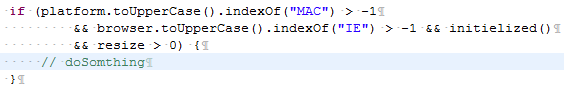 if (platform.toUpperCase().indexOf("MAC") > -1¶
&& browser.toUpperCase().indexOf("IE") > -1 && initielized()¶
&& resize > 0) {¶
// doSomthing¶
}¶